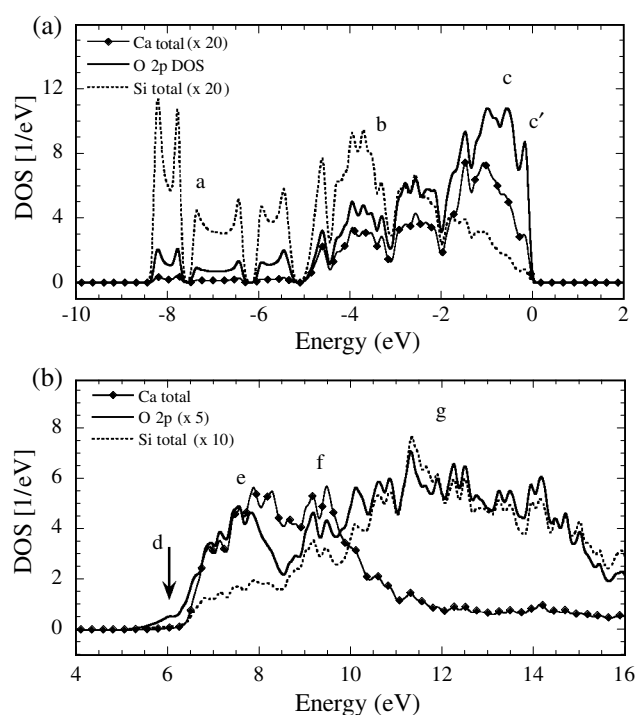 (a)
Ca total (x 20)
O 2p DOS
Si total (x 20)
a
b
c
c′
DOS [1/eV]
12
8
4
0
-10
-8
-6
-4
-2
0
2
Energy (eV)
(b)
Ca total
O 2p (x 5)
Si total (x 10)
d
e
f
g
DOS [1/eV]
8
6
4
2
0
4
6
8
10
12
14
16
Energy (eV)